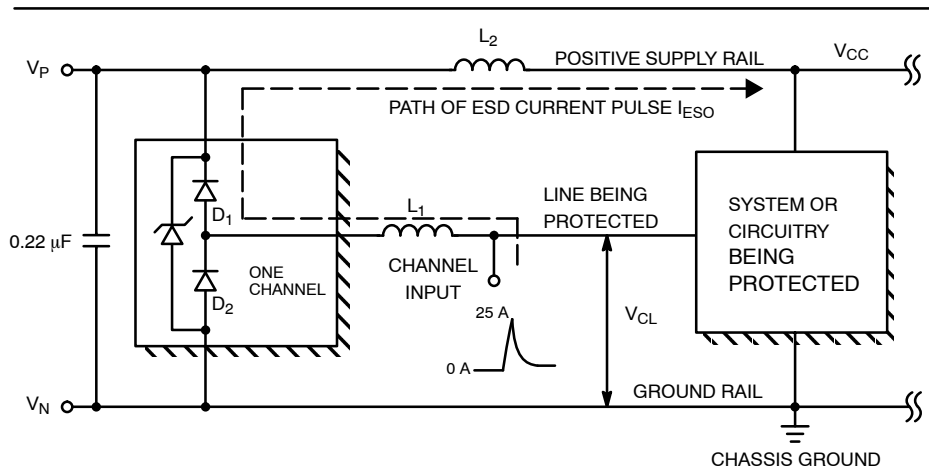 L2
VP
POSITIVE SUPPLY RAIL
VCC
PATH OF ESD CURRENT PULSE IESO
D1
L1
LINE BEING
PROTECTED
SYSTEM OR
CIRCUITRY
BEING
PROTECTED
0.22 μF
ONE
CHANNEL
D2
CHANNEL
INPUT
25 A
VCL
0 A
VN
GROUND RAIL
CHASSIS GROUND